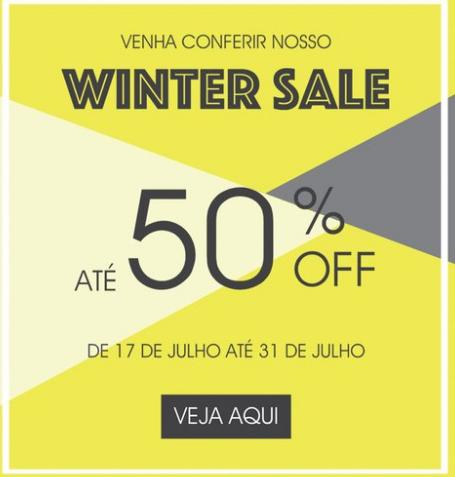 VENHA CONFERIR NOSSO
WINTER SALE
ATÉ 50% OFF
DE 17 DE JULHO ATÉ 31 DE JULHO
VEJA AQUI